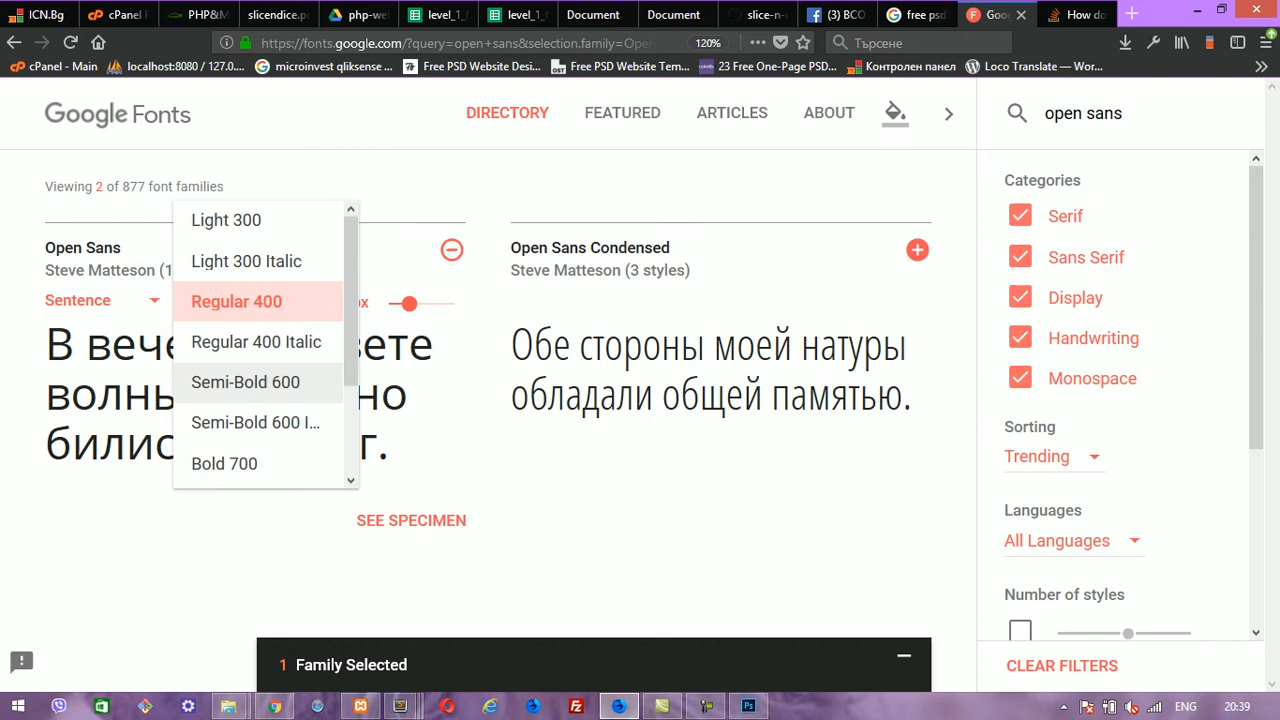 ICN.Bg
cPanel F
PHP&M
slicendice.po
php-we
level_1_f
level_1_f
Document
Document
slice-n-
(3) BCO
free psd
Goo
How do
https://fonts.google.com/?query=open+sans&selection.family=Open
120%
Търсене
cPanel - Main
localhost:8080 / 127.0....
microinvest qliksense ...
Free PSD Website Desi...
Free PSD Website Tem...
23 Free One-Page PSD...
Контролен панел
Loco Translate — Wor...
Google Fonts
DIRECTORY
FEATURED
ARTICLES
ABOUT
open sans
Viewing 2 of 877 font families
Open Sans
Steve Matteson (1
Sentence
Light 300
Light 300 Italic
Regular 400
Regular 400 Italic
Semi-Bold 600
Semi-Bold 600 I...
Bold 700
В вече вете
волнь но
билис г.
SEE SPECIMEN
Open Sans Condensed
Steve Matteson (3 styles)
Обе стороны моей натуры
обладали общей памятью.
Categories
Serif
Sans Serif
Display
Handwriting
Monospace
Sorting
Trending
Languages
All Languages
Number of styles
CLEAR FILTERS
1 Family Selected
ENG
20:39